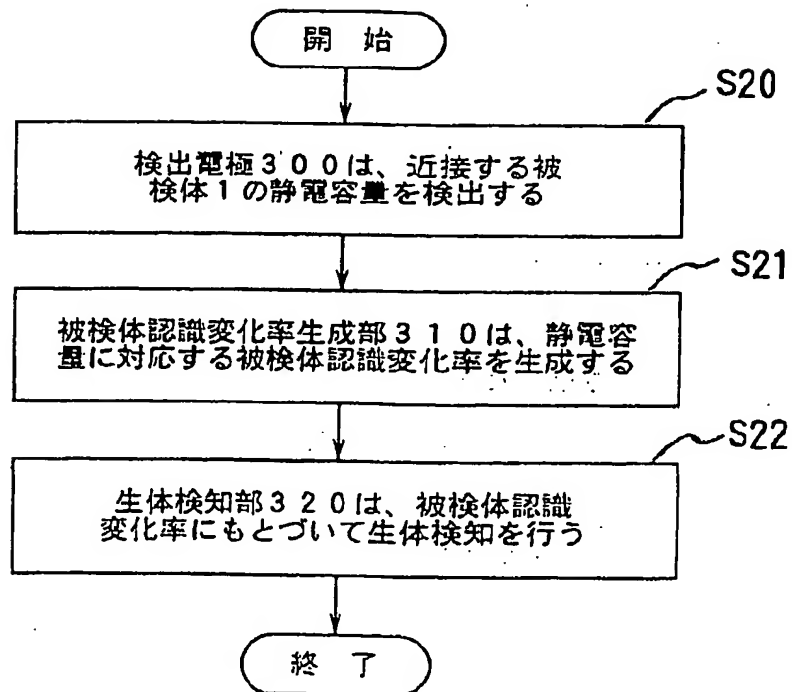 開 始
S20
検出電極300は、近接する被
検体1の静電容量を検出する
S21
被検体認識変化率生成部310は、静電容
量に対応する被検体認識変化率を生成する
S22
生体検知部320は、被検体認識
変化率にもとづいて生体検知を行う
終 了